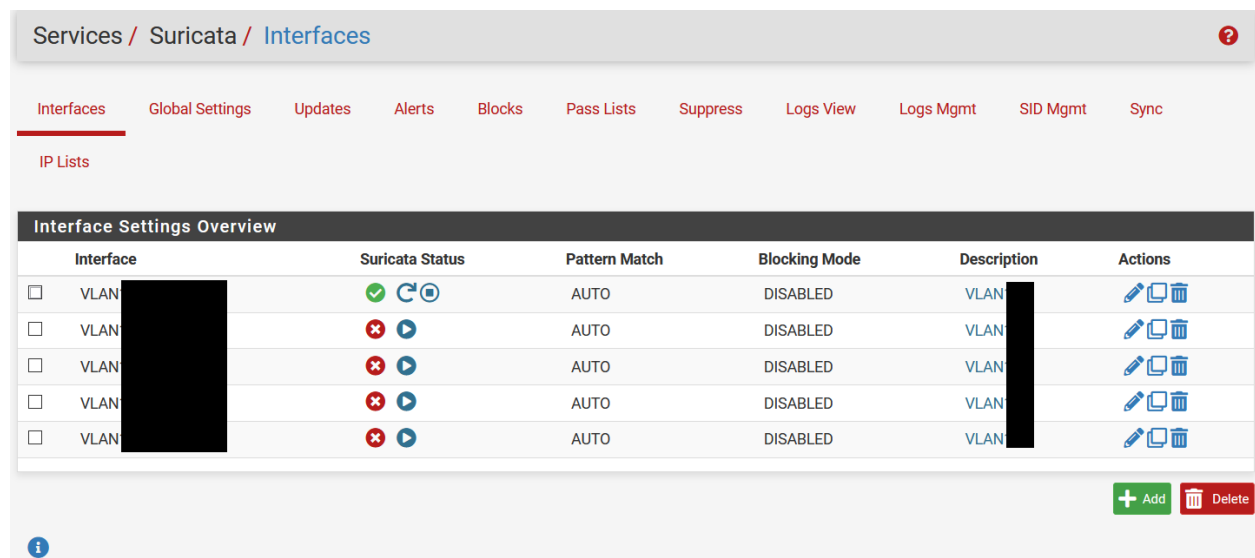 Services / Suricata / Interfaces
Interfaces Global Settings Updates Alerts Blocks Pass Lists Suppress Logs View Logs Mgmt SID Mgmt Sync
IP Lists
Interface Settings Overview
Interface Suricata Status Pattern Match Blocking Mode Description Actions
VLAN AUTO DISABLED VLAN
VLAN AUTO DISABLED VLAN
VLAN AUTO DISABLED VLAN
VLAN AUTO DISABLED VLAN
VLAN AUTO DISABLED VLAN
Add Delete